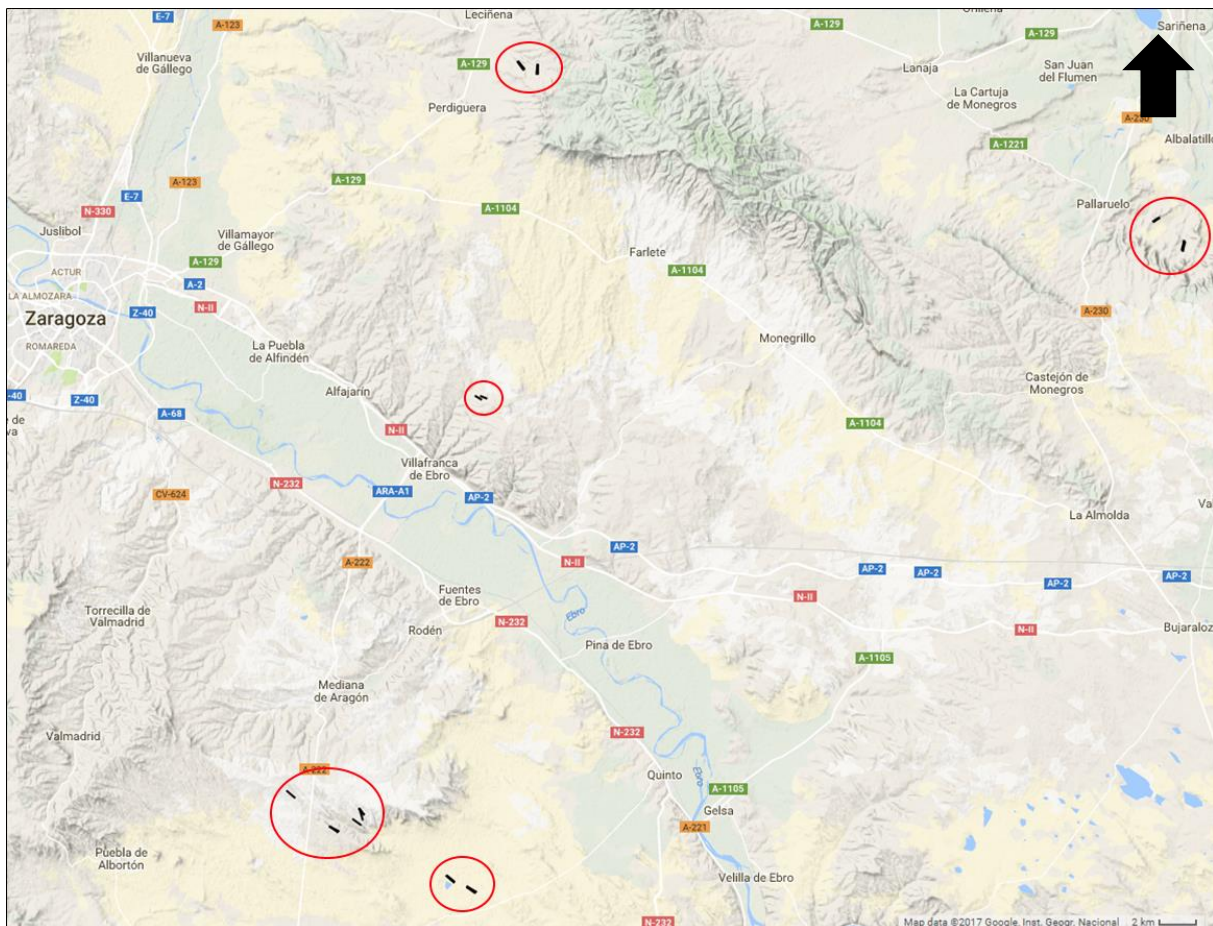 E-7
A-123
Leciñena
A-129
A-129
Sariñena
Villanueva
de Gállego
A-129
Lanaja
San Juan
del Flumen
Perdiguera
La Cartuja
de Monegros
A-230
Albalatillo
A-1221
A-123
A-129
E-7
N-330
A-1104
Pallaruelo
Juslibol
Villamayor
de Gállego
Farlete
A-129
A-1104
ACTUR
A-2
LA ALMOZARA
N-II
Z-40
A-230
Zaragoza
ROMAREDA
La Puebla
de Alfindén
Monegrillo
Castejón de
Monegros
Alfajarín
-40
Z-40
A-68
e de
va
N-II
A-1104
Villafranca
de Ebro
N-232
ARA-A1
CV-624
AP-2
La Almolda
Va
AP-2
A-222
N-II
AP-2
AP-2
AP-2
AP-2
Fuentes
de Ebro
N-II
Torrecilla de
Valmadrid
Ebro
N-232
Rodén
N-II
Bujaraloz
Pina de Ebro
A-1105
Mediana
de Aragón
Valmadrid
N-232
A-222
Quinto
Ebro
A-1105
Gelsa
A-221
Puebla de
Albortón
Velilla de Ebro
N-232
Map data ©2017 Google, Inst. Geogr. Nacional 2 km